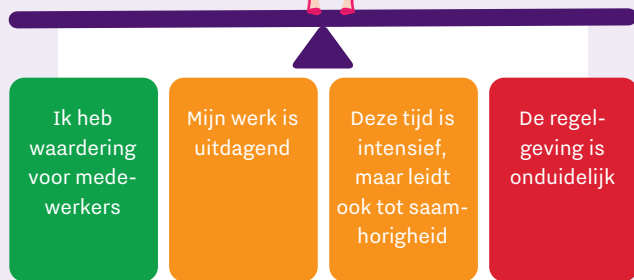 Ik heb
waardering
voor mede-
werkers
Mijn werk is
uitdagend
Deze tijd is
intensief,
maar leidt
ook tot saam-
horigheid
De regel-
geving is
onduidelijk